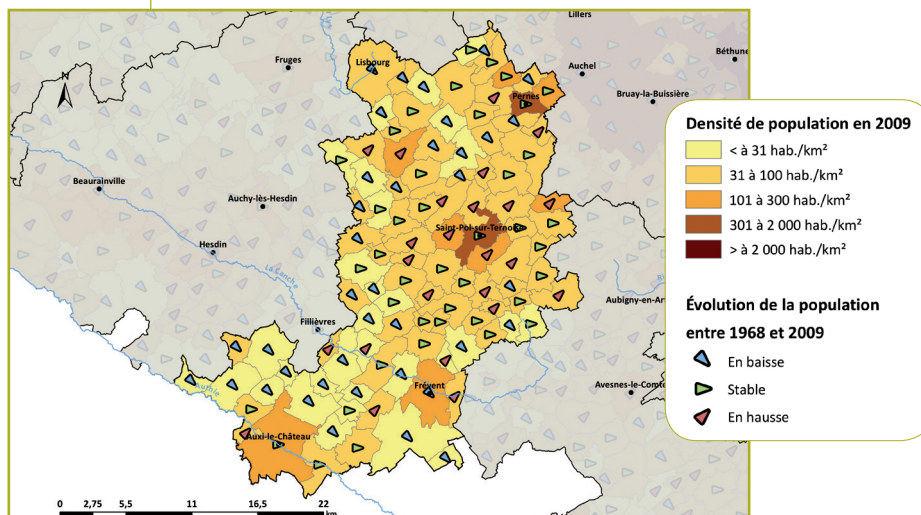 Lillers
Béthune
Fruges
Lisbourg
Auchel
N
Pernes
Bruay-la-Buissière
Densité de population en 2009
< à 31 hab./km²
31 à 100 hab./km²
101 à 300 hab./km²
301 à 2 000 hab./km²
> à 2 000 hab./km²
Beaurainville
Auchy-lès-Hesdin
Saint-Pol-sur-Ternoise
Hesdin
La Canche
Aubigny-en-Ar
Évolution de la population
entre 1968 et 2009
En baisse
Stable
En hausse
Fillièvres
Authie
Frévent
Avesnes-le-Comte
Auxi-le-Château
0 2,75 5,5 11 16,5 22
km